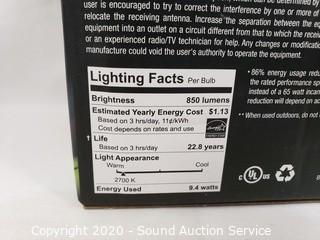 user is encouraged to try to correct the interference by one or m
relocate the receiving antenna. Increase the separation between the eq
equipment into an outlet on a circuit different from that to which the recei
or an experienced radio/TV technician for help. Any changes or modificatio
manufacture could void the user's authority to operate the equipment.
Lighting Facts Per Bulb
Brightness 850 lumens
Estimated Yearly Energy Cost $1.13
Based on 3 hrs/day, 11¢/kWh
Cost depends on rates and use
Life
Based on 3 hrs/day 22.8 years
Light Appearance
Warm Cool
2700 K
Energy Used 9.4 watts
• 86% energy usage redu
the rated performance sp
instead of a 65 watt incan
reduction will depend on ac
• When used outdoors, do not
c UL US
Copyright 2020 - Sound Auction Service